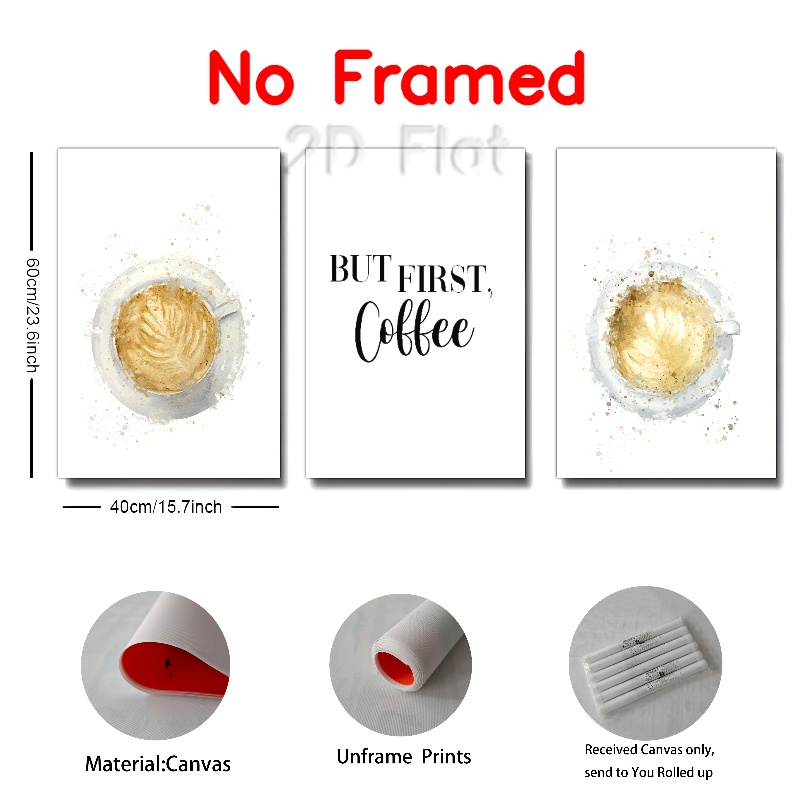 No Framed
2D Flat
60cm/23.6inch
BUT FIRST,
Coffee
40cm/15.7inch
Material:Canvas
Unframe Prints
Received Canvas only,
send to You Rolled up